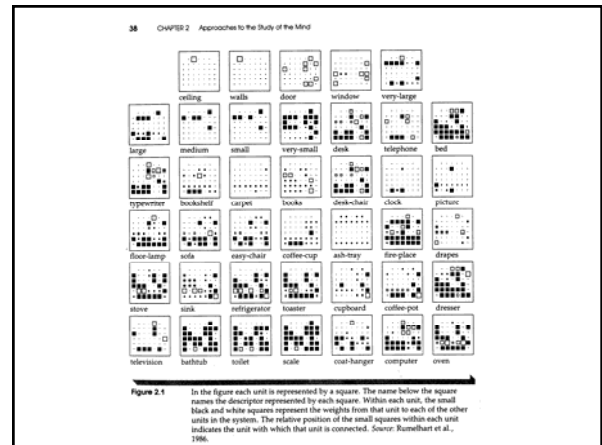 38 CHAPTER 2 Approaches to the Study of the Mind
ceiling walls door window very-large
large medium small very-small desk telephone bed
typewriter bookshelf carpet books desk-chair clock picture
floor-lamp sofa easy-chair coffee-cup ash-tray fire-place drapes
stove sink refrigerator toaster cupboard coffee-pot dresser
television bathtub toilet scale coat-hanger computer oven
Figure 2.1 In the figure each unit is represented by a square. The name below the square
names the descriptor represented by each square. Within each unit, the small
black and white squares represent the weights from that unit to each of the other
units in the system. The relative position of the small squares within each unit
indicates the unit with which that unit is connected. Source: Rumelhart et al.,
1986.